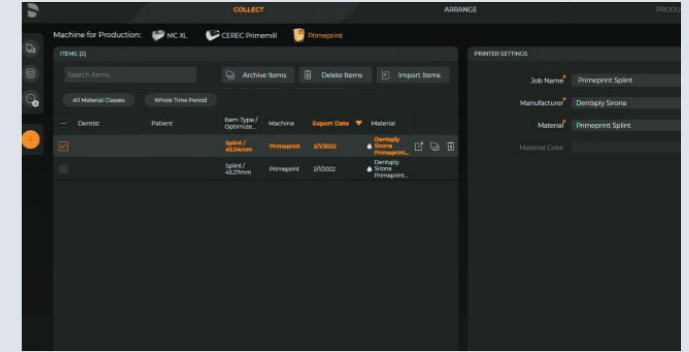 COLLECT
ARRANGE
PRODU
Machine for Production: MC XL CEREC Primemill Primeprint
ITEMS (2)
PRINTER SETTINGS
Search Items
Archive Items
Delete Items
Import Items
Job Name* Primeprint Splint
All Material Classes
Whole Time Period
Manufacturer* Dentsply Sirona
Dentist Patient Item Type / Optimize... Machine Export Date Material
Material* Primeprint Splint
Material Color
Splint / Primeprint 2/1/2022 Dentsply Sirona Primeprint...
Splint / 45.27mm Primeprint 2/1/2022 Dentsply Sirona Primeprint...